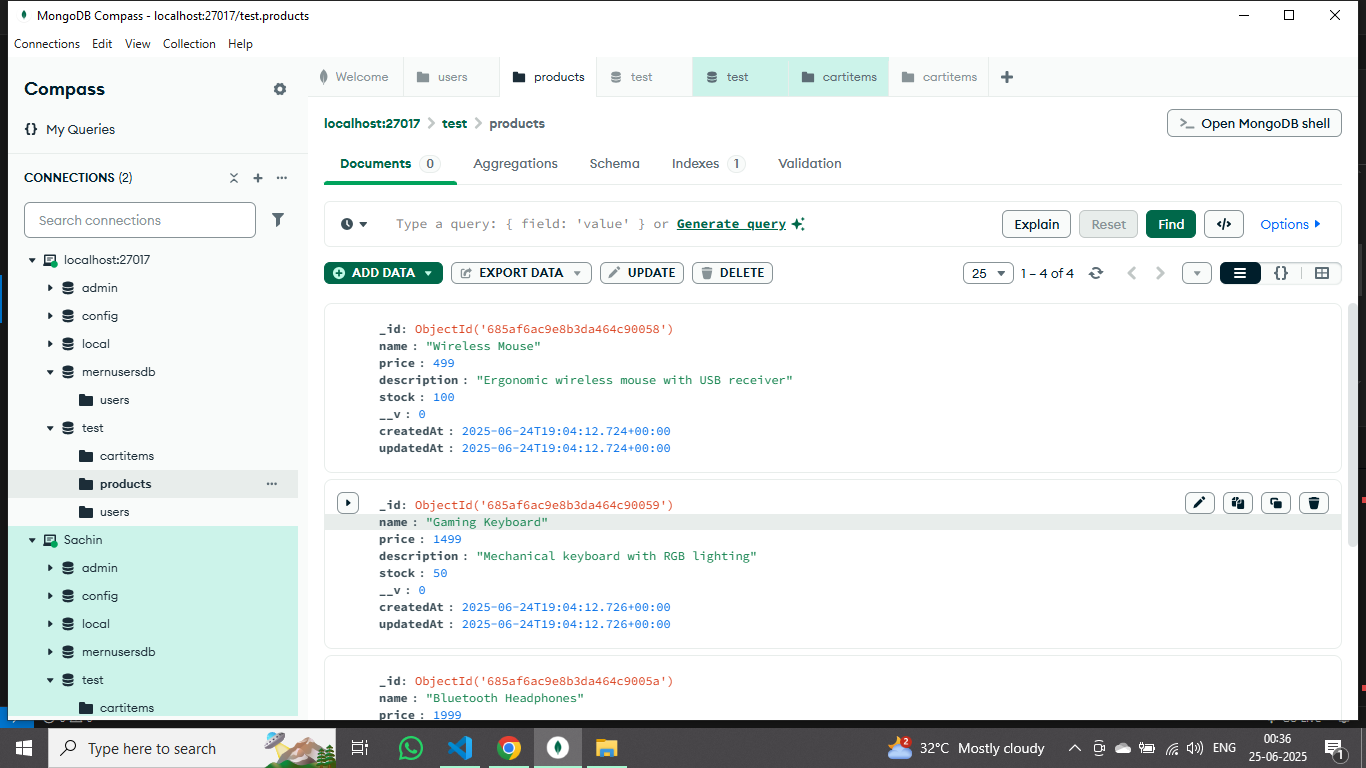 MongoDB Compass - localhost:27017/test.products
Connections Edit View Collection Help
Compass
{} My Queries
CONNECTIONS (2)
Search connections
localhost:27017
admin
config
local
mernusersdb
users
test
cartitems
products
users
Sachin
admin
config
local
mernusersdb
test
cartitems
Welcome users products test test cartitems cartitems
localhost:27017 > test > products
>_ Open MongoDB shell
Documents 0 Aggregations Schema Indexes 1 Validation
Type a query: { field: 'value' } or Generate query
Explain Reset Find </> Options
ADD DATA EXPORT DATA UPDATE DELETE
25 1 – 4 of 4 {}
_id: ObjectId('685af6ac9e8b3da464c90058')
name : "Wireless Mouse"
price : 499
description : "Ergonomic wireless mouse with USB receiver"
stock : 100
__v : 0
createdAt : 2025-06-24T19:04:12.724+00:00
updatedAt : 2025-06-24T19:04:12.724+00:00
_id: ObjectId('685af6ac9e8b3da464c90059')
name : "Gaming Keyboard"
price : 1499
description : "Mechanical keyboard with RGB lighting"
stock : 50
__v : 0
createdAt : 2025-06-24T19:04:12.726+00:00
updatedAt : 2025-06-24T19:04:12.726+00:00
_id: ObjectId('685af6ac9e8b3da464c9005a')
name : "Bluetooth Headphones"
price : 1999
Type here to search
2 32°C Mostly cloudy ENG
00:36
25-06-2025
1